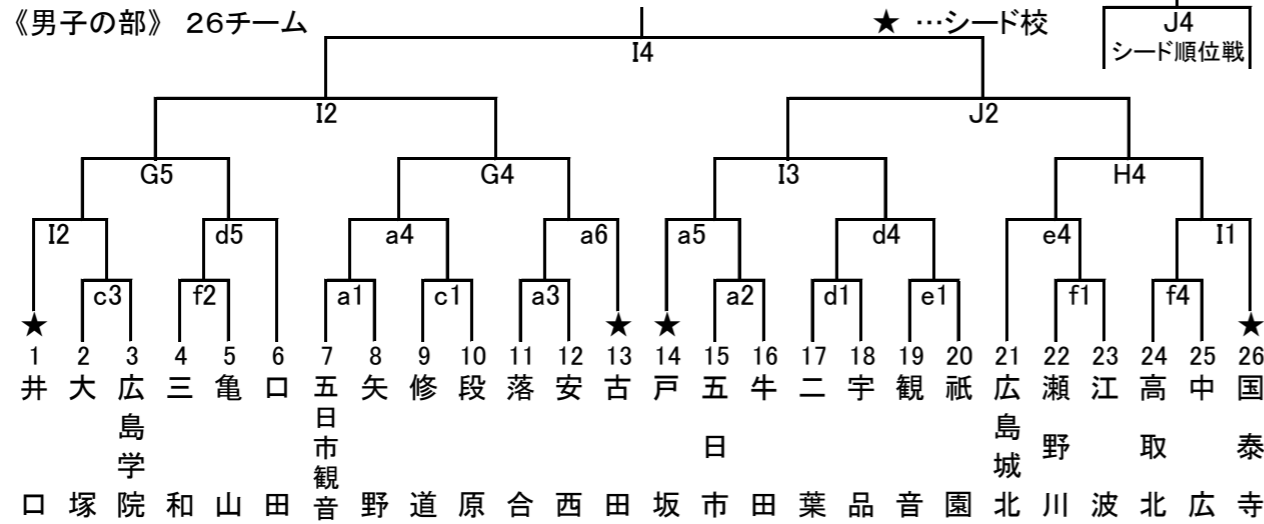 《男子の部》 26チーム
★ …シード校
J4
シード順位戦
I4
I2
J2
G5
G4
I3
H4
I2
d5
a4
a6
a5
d4
e4
I1
c3
f2
a1
c1
a3
a2
d1
e1
f1
f4
★
★
★
★
1 2 3 4 5 6 7 8 9 10 11 12 13 14 15 16 17 18 19 20 21 22 23 24 25 26
井口
大塚
広島学院
三和
亀山
口田
五日市観音
矢野
修道
段原
落合
安西
古田
戸坂
五日市
牛田
二葉
宇品
観音
祇園
広島城北
瀬野川
江波
高取北
中広
国泰寺